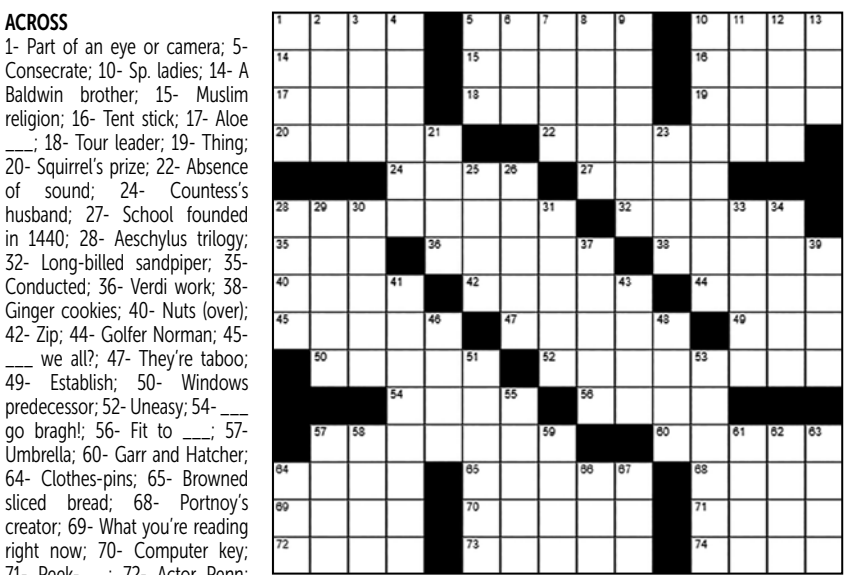 ACROSS
1- Part of an eye or camera; 5-
Consecrate; 10- Sp. ladies; 14- A
Baldwin brother; 15- Muslim
religion; 16- Tent stick; 17- Aloe
___; 18- Tour leader; 19- Thing;
20- Squirrel's prize; 22- Absence
of sound; 24- Countess's
husband; 27- School founded
in 1440; 28- Aeschylus trilogy;
32- Long-billed sandpiper; 35-
Conducted; 36- Verdi work; 38-
Ginger cookies; 40- Nuts (over);
42- Zip; 44- Golfer Norman; 45-
___ we all?; 47- They're taboo;
49- Establish; 50- Windows
predecessor; 52- Uneasy; 54- ___
go bragh!; 56- Fit to ___; 57-
Umbrella; 60- Garr and Hatcher;
64- Clothes-pins; 65- Browned
sliced bread; 68- Portnoy's
creator; 69- What you're reading
right now; 70- Computer key;
71- Peek-___; 72- Actor Penn;
1 2 3 4 5 6 7 8 9 10 11 12 13
14 15 16
17 18 19
20 21 22 23
24 25 26 27
28 29 30 31 32 33 34
35 36 37 38 39
40 41 42 43 44
45 46 47 48 49
50 51 52 53
54 55 56
57 58 59 60 61 62 63
64 65 66 67 68
69 70 71
72 73 74